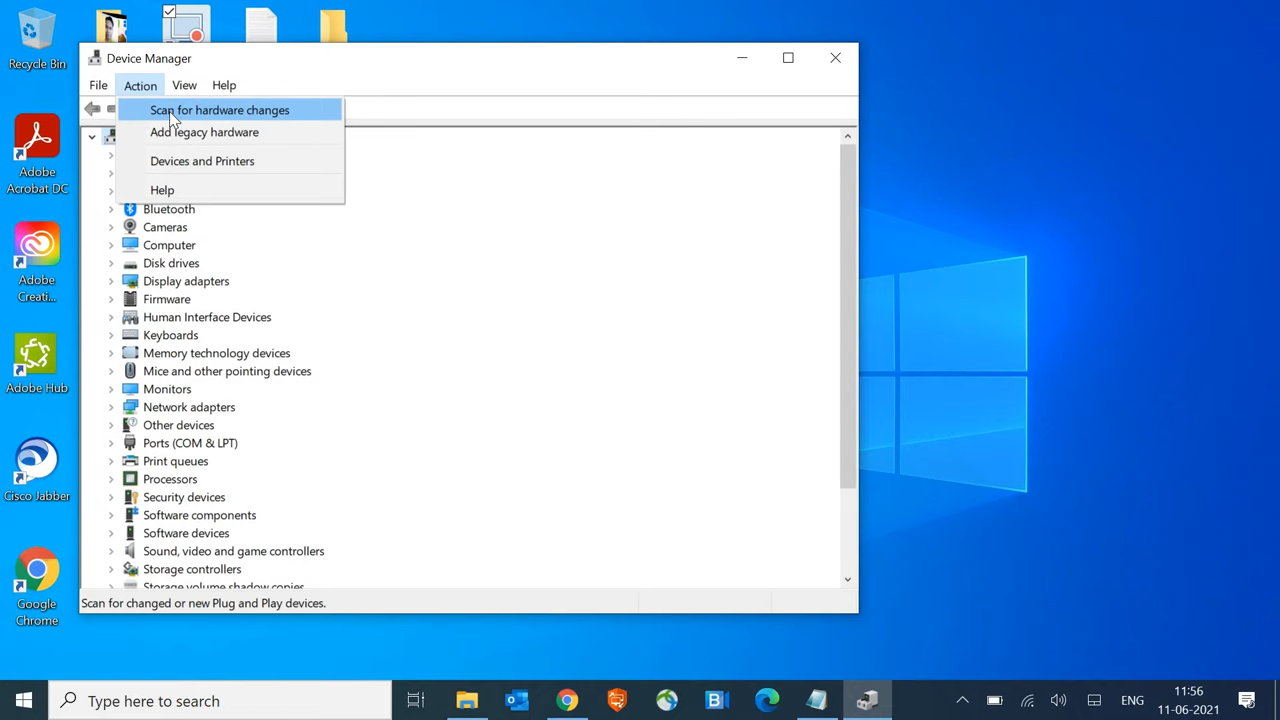 Recycle Bin
Adobe
Acrobat DC
Adobe
Creati...
Adobe Hub
Cisco Jabber
Google
Chrome
Device Manager
File Action View Help
Scan for hardware changes
Add legacy hardware
Devices and Printers
Help
Bluetooth
Cameras
Computer
Disk drives
Display adapters
Firmware
Human Interface Devices
Keyboards
Memory technology devices
Mice and other pointing devices
Monitors
Network adapters
Other devices
Ports (COM & LPT)
Print queues
Processors
Security devices
Software components
Software devices
Sound, video and game controllers
Storage controllers
Storage volume shadow copies
Scan for changed or new Plug and Play devices.
Type here to search
ENG
11:56
11-06-2021